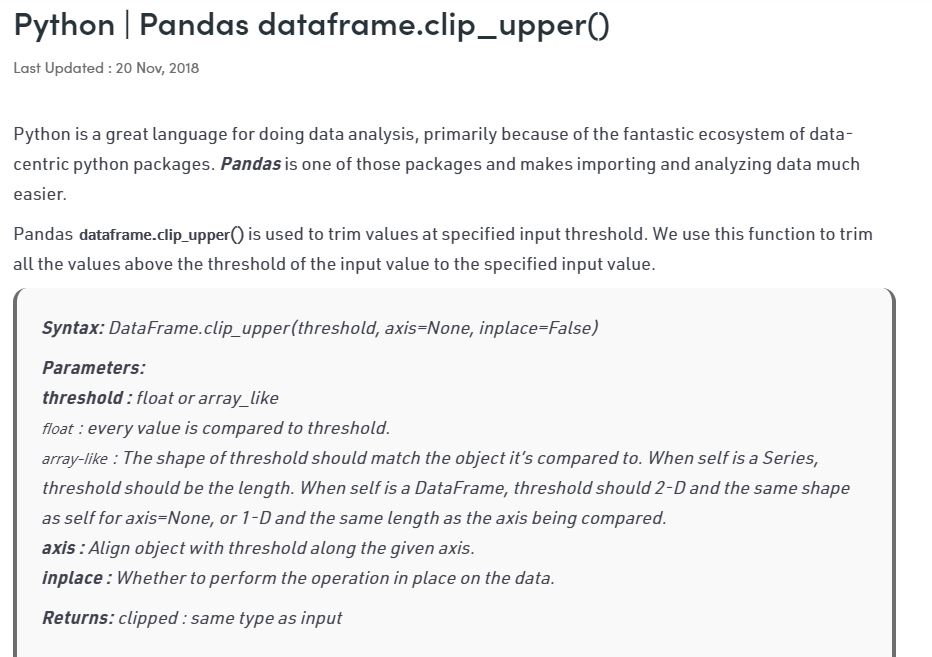 Python | Pandas dataframe.clip_upper()
Last Updated : 20 Nov, 2018
Python is a great language for doing data analysis, primarily because of the fantastic ecosystem of data-
centric python packages. Pandas is one of those packages and makes importing and analyzing data much
easier.
Pandas dataframe.clip_upper() is used to trim values at specified input threshold. We use this function to trim
all the values above the threshold of the input value to the specified input value.
Syntax: DataFrame.clip_upper(threshold, axis=None, inplace=False)
Parameters:
threshold : float or array_like
float : every value is compared to threshold.
array-like : The shape of threshold should match the object it’s compared to. When self is a Series,
threshold should be the length. When self is a DataFrame, threshold should 2-D and the same shape
as self for axis=None, or 1-D and the same length as the axis being compared.
axis : Align object with threshold along the given axis.
inplace : Whether to perform the operation in place on the data.
Returns: clipped : same type as input